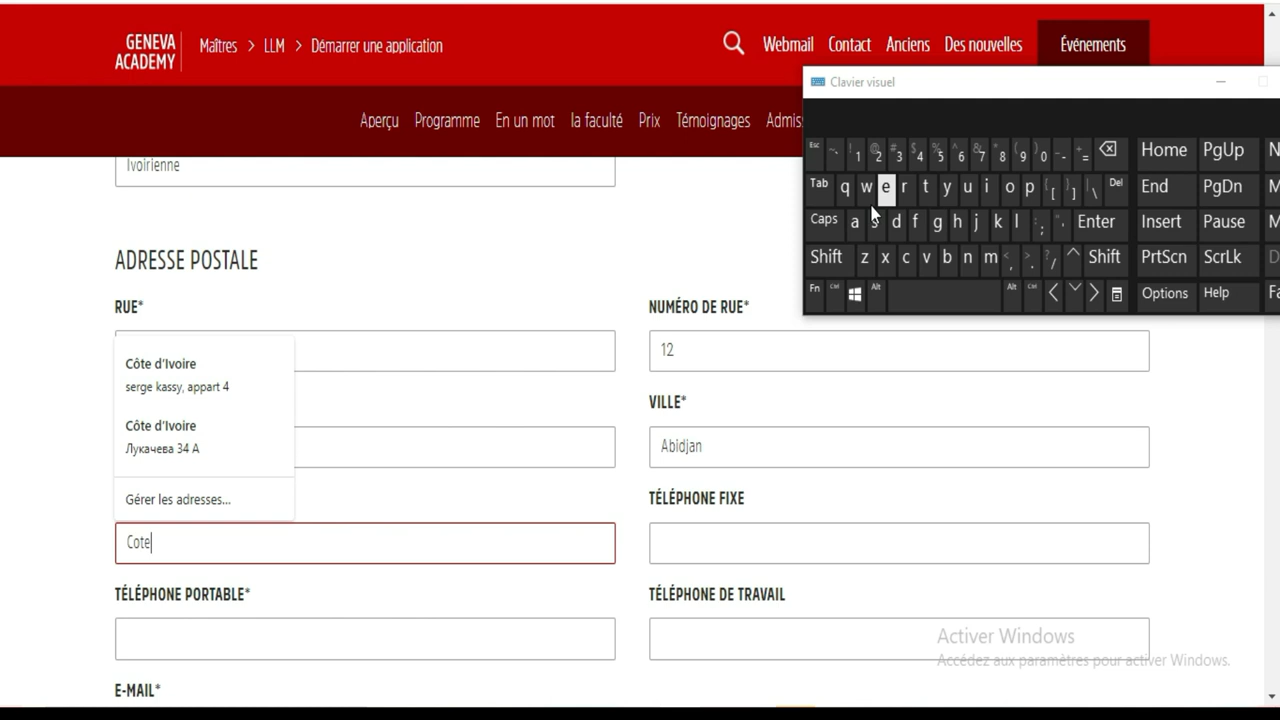 GENEVA
ACADEMY
Maîtres > LLM > Démarrer une application
Webmail Contact Anciens Des nouvelles Événements
Aperçu Programme En un mot la faculté Prix Témoignages Admis
Ivoirienne
Clavier visuel
Esc ~ ` ! 1 @ 2 # 3 $ 4 % 5 ^ 6 & 7 * 8 ( 9 ) 0 _ - + = Home PgUp N
Tab q w e r t y u i o p { [ } ] | \ Del End PgDn M
Caps a s d f g h j k l : ; " ' Enter Insert Pause M
Shift z x c v b n m < , > . ? / ^ Shift PrtScn ScrLk D
Fn Ctrl Alt Alt Ctrl < > Options Help Fa
ADRESSE POSTALE
RUE*
NUMÉRO DE RUE*
12
Côte d'Ivoire
serge kassy, appart 4
Côte d'Ivoire
Лукачева 34 А
Gérer les adresses...
VILLE*
Abidjan
TÉLÉPHONE FIXE
Cote
TÉLÉPHONE PORTABLE*
TÉLÉPHONE DE TRAVAIL
Activer Windows
Accédez aux paramètres pour activer Windows.
E-MAIL*